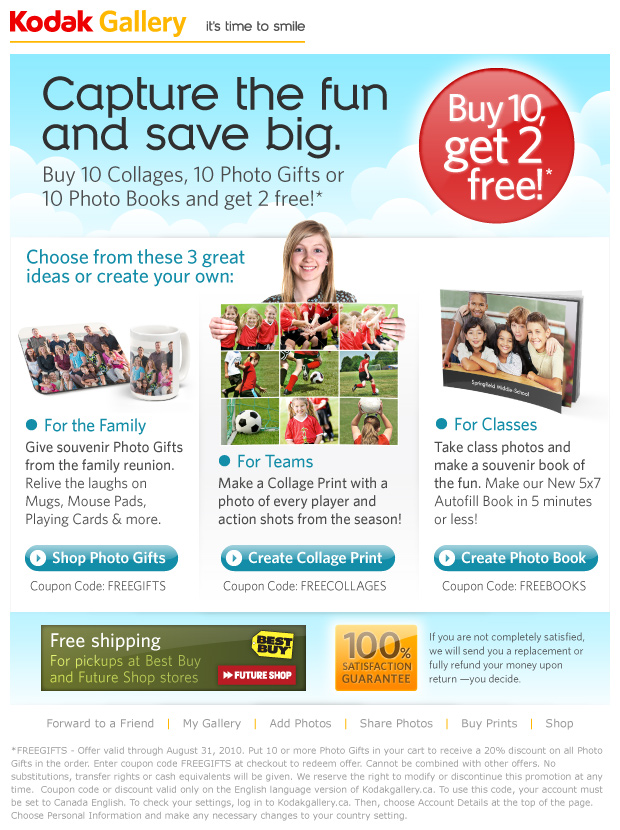 Kodak Gallery it's time to smile
Capture the fun
and save big.
Buy 10 Collages, 10 Photo Gifts or
10 Photo Books and get 2 free!*
Buy 10,
get 2
free!*
Choose from these 3 great
ideas or create your own:
For the Family
Give souvenir Photo Gifts
from the family reunion.
Relive the laughs on
Mugs, Mouse Pads,
Playing Cards & more.
Shop Photo Gifts
Coupon Code: FREEGIFTS
For Teams
Make a Collage Print with a
photo of every player and
action shots from the season!
Create Collage Print
Coupon Code: FREECOLLAGES
Springfield Middle School
For Classes
Take class photos and
make a souvenir book of
the fun. Make our New 5x7
Autofill Book in 5 minutes
or less!
Create Photo Book
Coupon Code: FREEBOOKS
Free shipping
For pickups at Best Buy
and Future Shop stores
BEST
BUY
FUTURE SHOP
100%
SATISFACTION
GUARANTEE
If you are not completely satisfied,
we will send you a replacement or
fully refund your money upon
return —you decide.
Forward to a Friend | My Gallery | Add Photos | Share Photos | Buy Prints | Shop
*FREEGIFTS - Offer valid through August 31, 2010. Put 10 or more Photo Gifts in your cart to receive a 20% discount on all Photo
Gifts in the order. Enter coupon code FREEGIFTS at checkout to redeem offer. Cannot be combined with other offers. No
substitutions, transfer rights or cash equivalents will be given. We reserve the right to modify or discontinue this promotion at any
time. Coupon code or discount valid only on the English language version of Kodakgallery.ca. To use this code, your account must
be set to Canada English. To check your settings, log in to Kodakgallery.ca. Then, choose Account Details at the top of the page.
Choose Personal Information and make any necessary changes to your country setting.